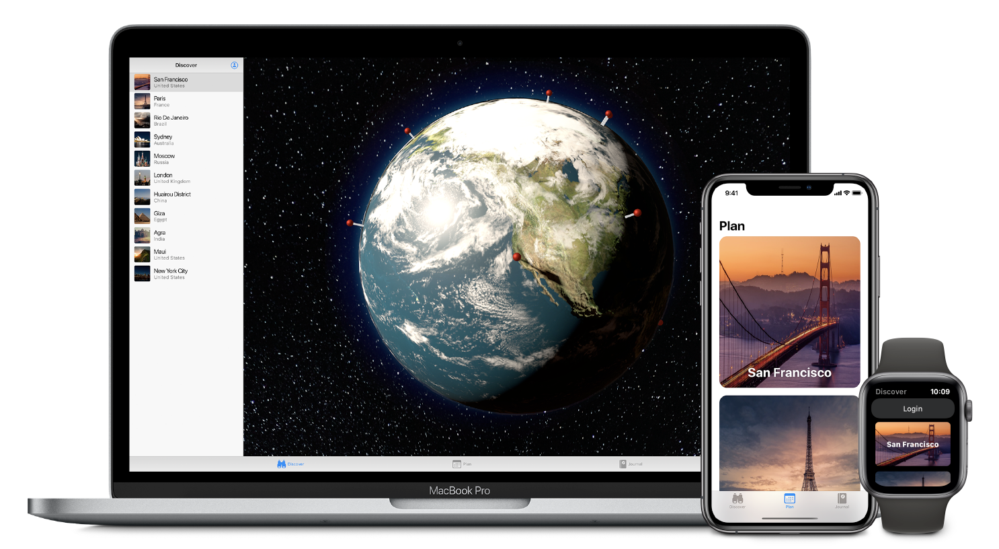 Discover
San Francisco
United States
Paris
France
Rio De Janeiro
Brazil
Sydney
Australia
Moscow
Russia
London
United Kingdom
Huairou District
China
Giza
Egypt
Agra
India
Maui
United States
New York City
United States
Discover
Plan
Journal
MacBook Pro
9:41
Plan
San Francisco
Discover
Plan
Journal
Discover
10:09
Login
San Francisco